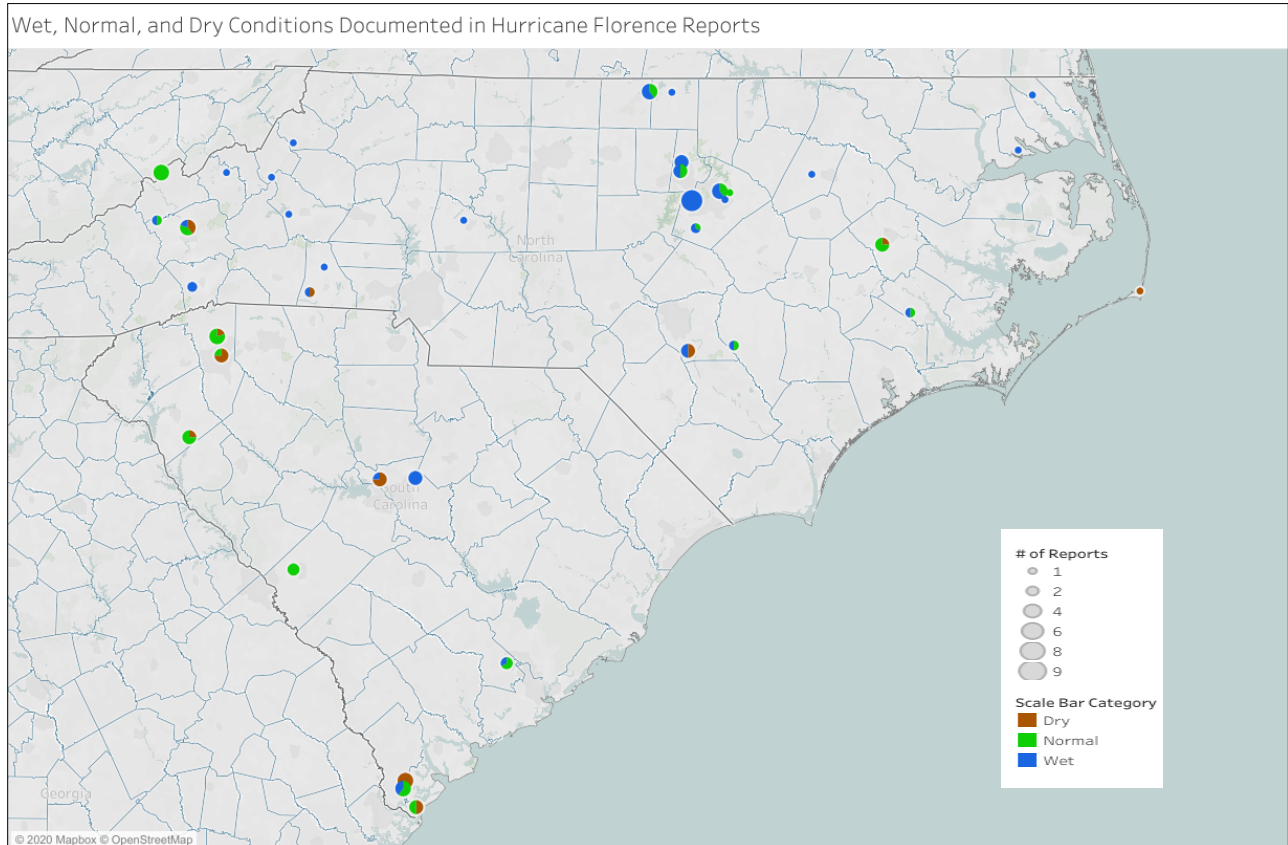 Wet, Normal, and Dry Conditions Documented in Hurricane Florence Reports
North
Carolina
South
Carolina
Georgia
# of Reports
1
2
4
6
8
9
Scale Bar Category
Dry
Normal
Wet
© 2020 Mapbox © OpenStreetMap